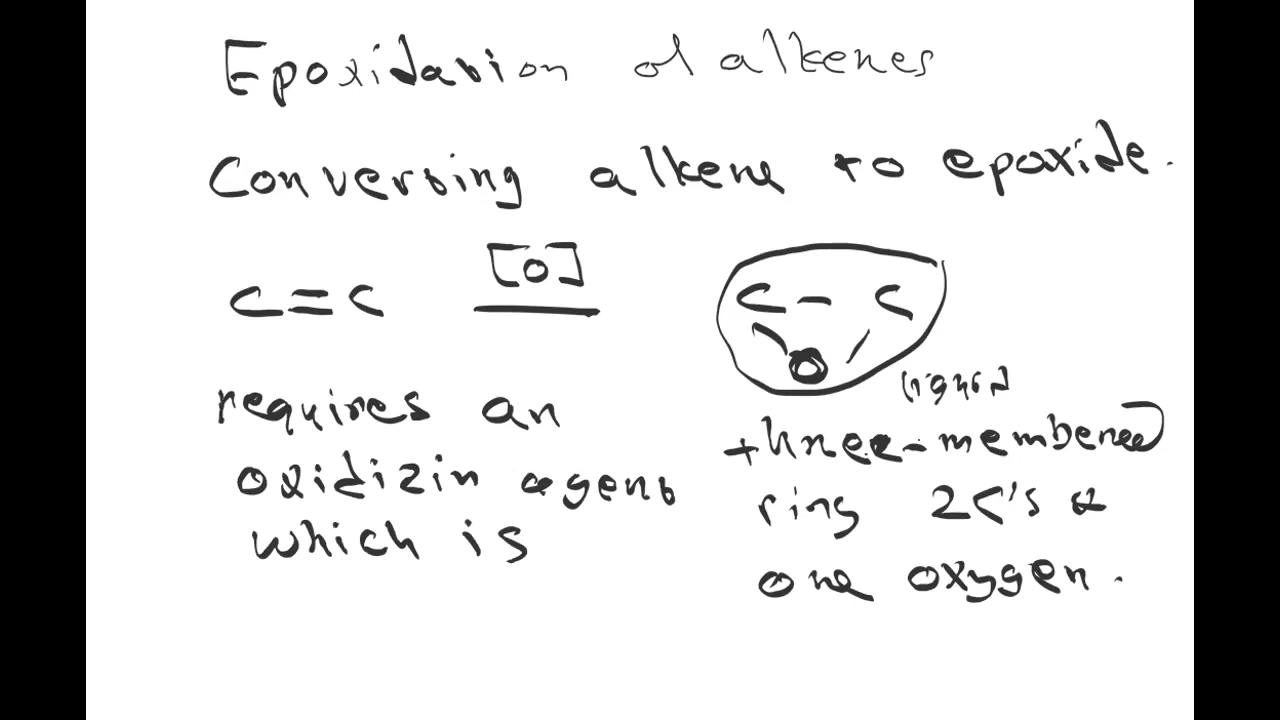 Epoxidation of alkenes
Converting alkene to epoxide.
C=C [O] C - C
O
requires an
oxidizin agent
which is
three-membered
ring 2C's &
one oxygen.